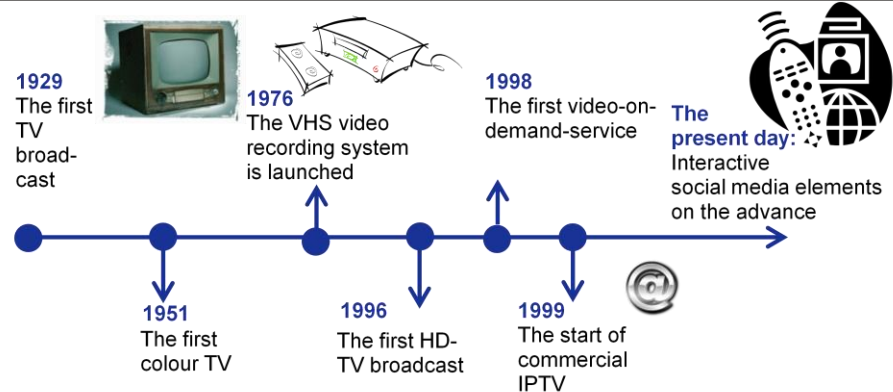 1929
The first
TV
broad-
cast
1976
The VHS video
recording system
is launched
1998
The first video-on-
demand-service
The
present day:
Interactive
social media elements
on the advance
1951
The first
colour TV
1996
The first HD-
TV broadcast
1999
The start of
commercial
IPTV
@